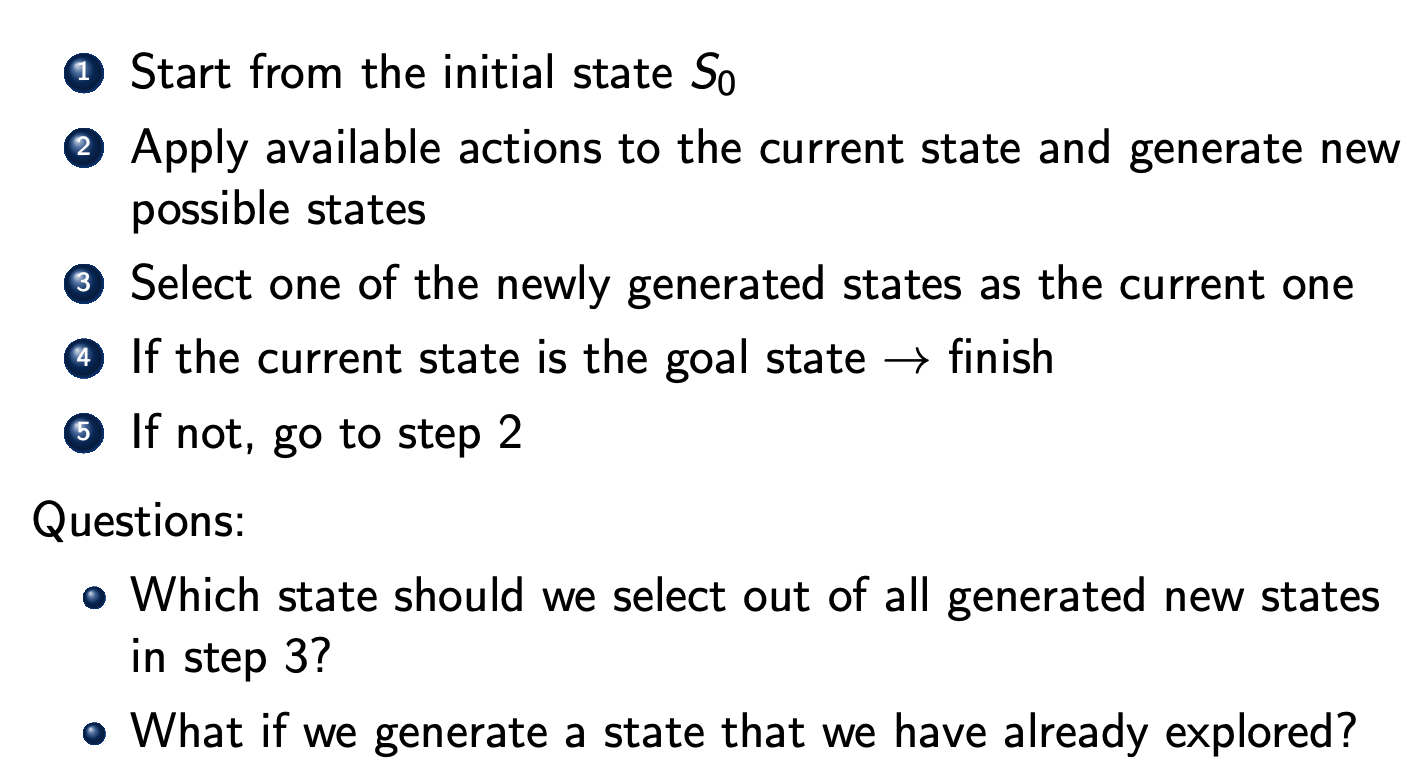 1 Start from the initial state S₀
2 Apply available actions to the current state and generate new
possible states
3 Select one of the newly generated states as the current one
4 If the current state is the goal state → finish
5 If not, go to step 2
Questions:
• Which state should we select out of all generated new states
in step 3?
• What if we generate a state that we have already explored?